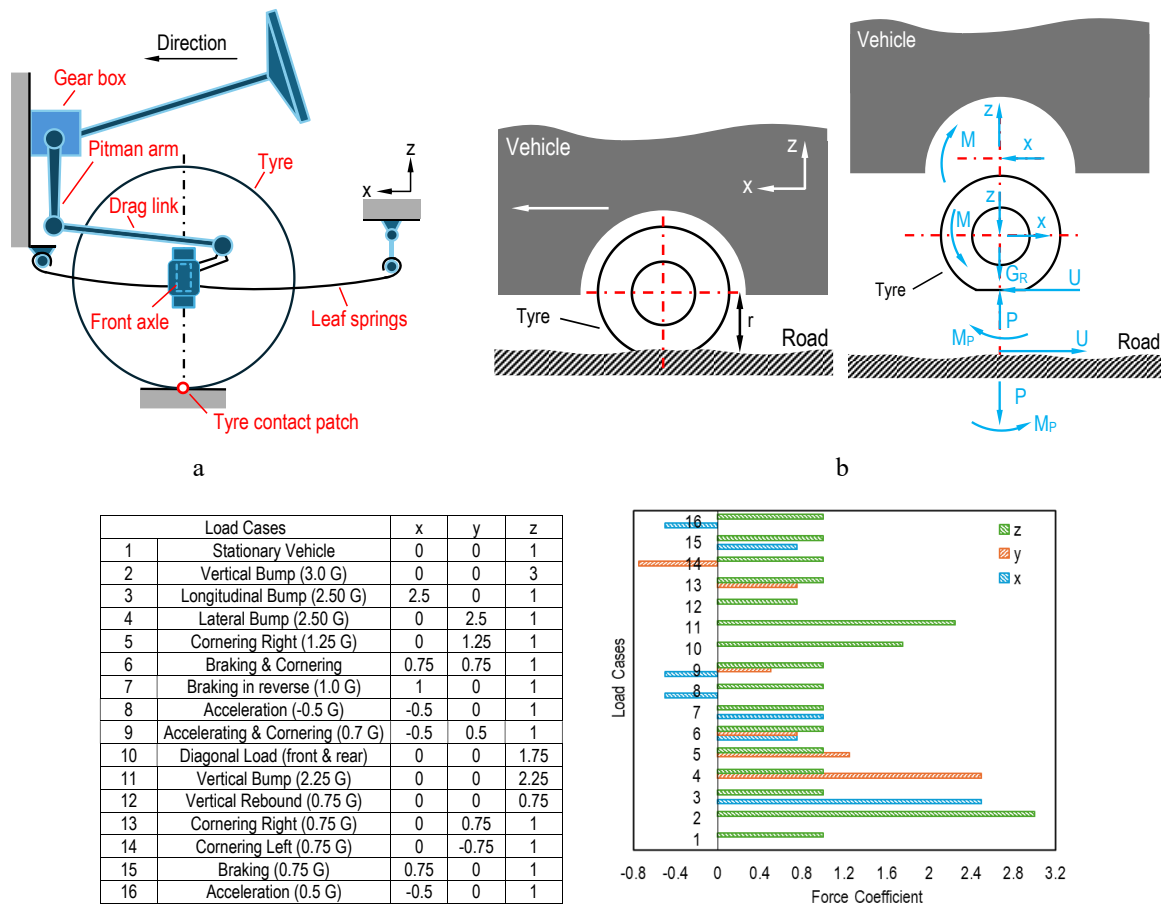 Direction
Gear box
Pitman arm
Tyre
z
x
Drag link
Front axle
Leaf springs
Tyre contact patch
a
Vehicle
z
x
Tyre
r
Road
Vehicle
z
M
x
z
M
x
G_R
U
Tyre
P
M_P
Road
U
P
M_P
b
Load Cases x y z
1 Stationary Vehicle 0 0 1
2 Vertical Bump (3.0 G) 0 0 3
3 Longitudinal Bump (2.50 G) 2.5 0 1
4 Lateral Bump (2.50 G) 0 2.5 1
5 Cornering Right (1.25 G) 0 1.25 1
6 Braking & Cornering 0.75 0.75 1
7 Braking in reverse (1.0 G) 1 0 1
8 Acceleration (-0.5 G) -0.5 0 1
9 Accelerating & Cornering (0.7 G) -0.5 0.5 1
10 Diagonal Load (front & rear) 0 0 1.75
11 Vertical Bump (2.25 G) 0 0 2.25
12 Vertical Rebound (0.75 G) 0 0 0.75
13 Cornering Right (0.75 G) 0 0.75 1
14 Cornering Left (0.75 G) 0 -0.75 1
15 Braking (0.75 G) 0.75 0 1
16 Acceleration (0.5 G) -0.5 0 1
Load Cases
16
15
14
13
12
11
10
9
8
7
6
5
4
3
2
1
z
y
x
-0.8 -0.4 0 0.4 0.8 1.2 1.6 2 2.4 2.8 3.2
Force Coefficient